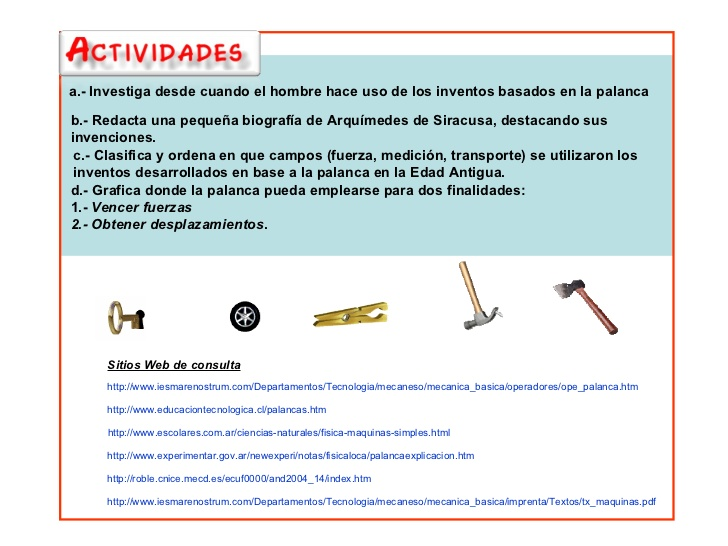 ACTIVIDADES
a.- Investiga desde cuando el hombre hace uso de los inventos basados en la palanca
b.- Redacta una pequeña biografía de Arquímedes de Siracusa, destacando sus
invenciones.
c.- Clasifica y ordena en que campos (fuerza, medición, transporte) se utilizaron los
inventos desarrollados en base a la palanca en la Edad Antigua.
d.- Grafica donde la palanca pueda emplearse para dos finalidades:
1.- Vencer fuerzas
2.- Obtener desplazamientos.
Sitios Web de consulta
http://www.iesmarenostrum.com/Departamentos/Tecnologia/mecaneso/mecanica_basica/operadores/ope_palanca.htm
http://www.educaciontecnologica.cl/palancas.htm
http://www.escolares.com.ar/ciencias-naturales/fisica-maquinas-simples.html
http://www.experimentar.gov.ar/newexperi/notas/fisicaloca/palancaexplicacion.htm
http://roble.cnice.mecd.es/ecuf0000/and2004_14/index.htm
http://www.iesmarenostrum.com/Departamentos/Tecnologia/mecaneso/mecanica_basica/imprenta/Textos/tx_maquinas.pdf